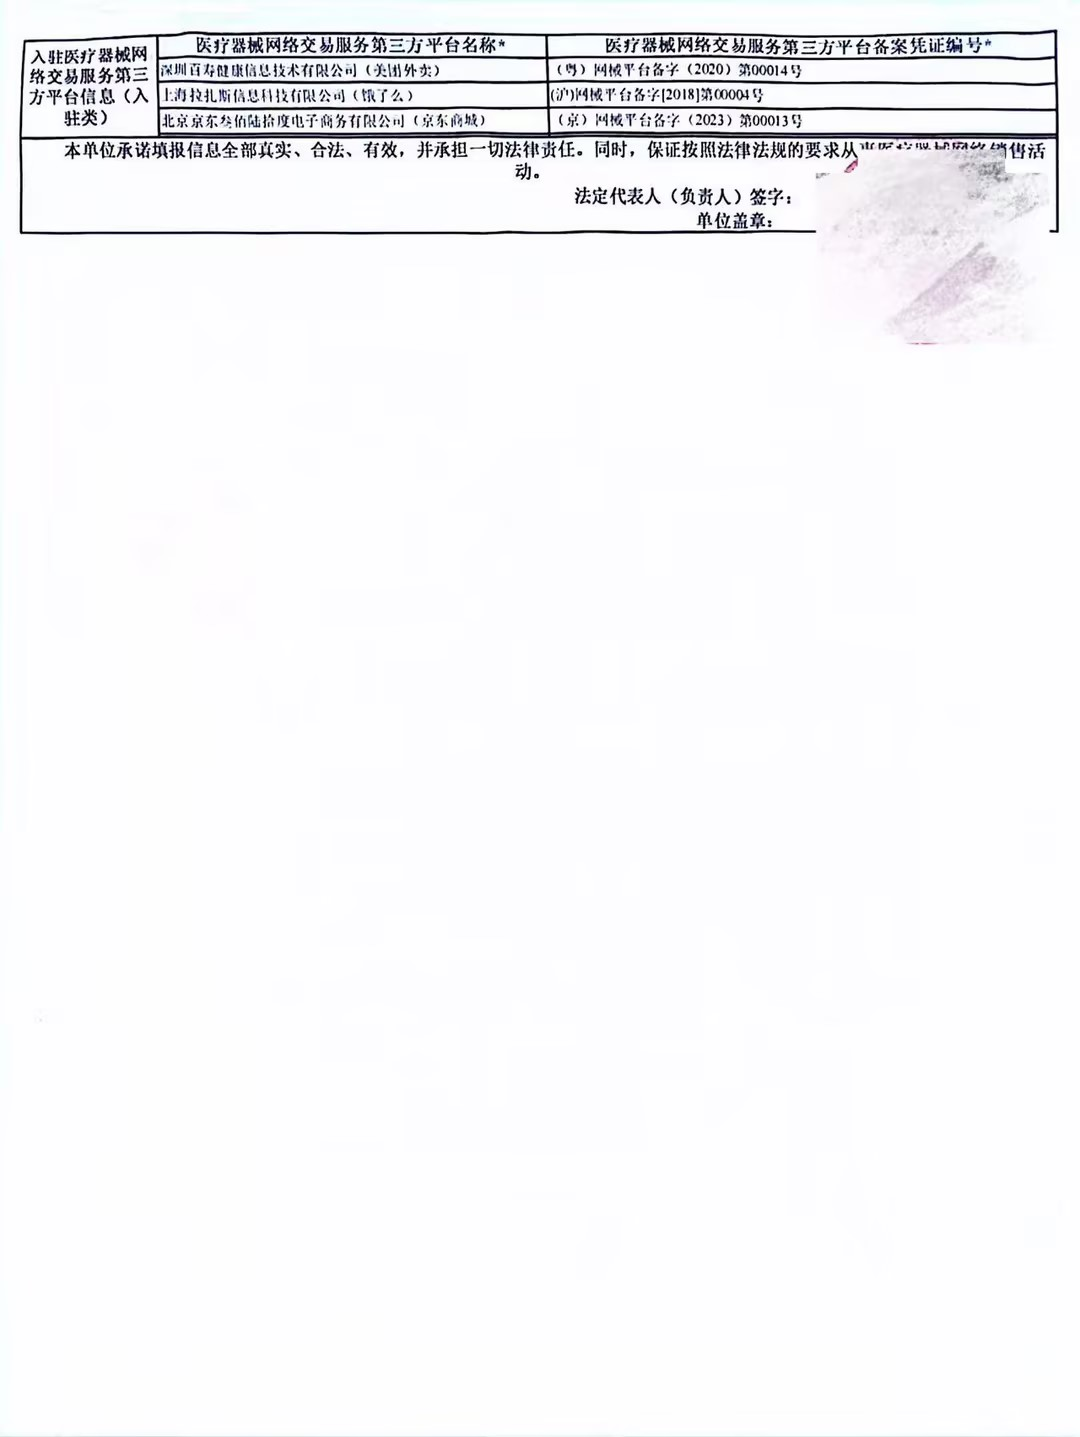 入驻医疗器械网
络交易服务第三
方平台信息（入
驻类）
医疗器械网络交易服务第三方平台名称*
医疗器械网络交易服务第三方平台备案凭证编号*
深圳百寿健康信息技术有限公司（美团外卖）
（粤）网械平台备字（2020）第00014号
上海拉扎斯信息科技有限公司（饿了么）
(沪)网械平台备字[2018]第00004号
北京京东叁佰陆拾度电子商务有限公司（京东商城）
（京）网械平台备字（2023）第00013号
本单位承诺填报信息全部真实、合法、有效，并承担一切法律责任。同时，保证按照法律法规的要求从事医疗器械网络销售活
动。
法定代表人（负责人）签字：
单位盖章：